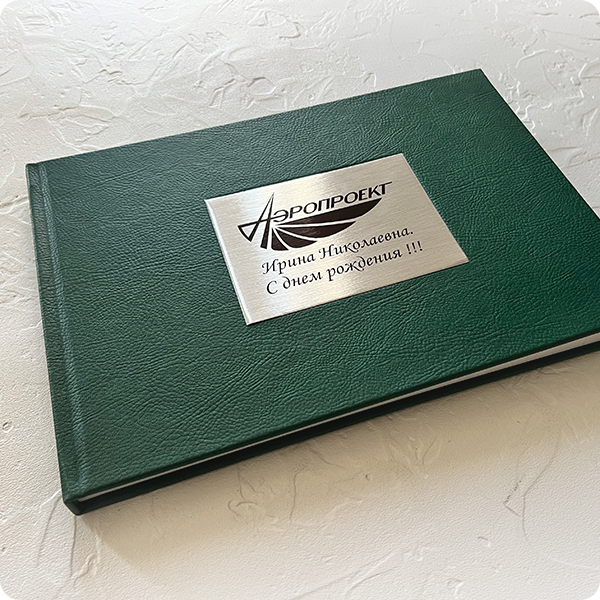 АЭРОПРОЕКТ
Ирина Николаевна.
С днем рождения !!!